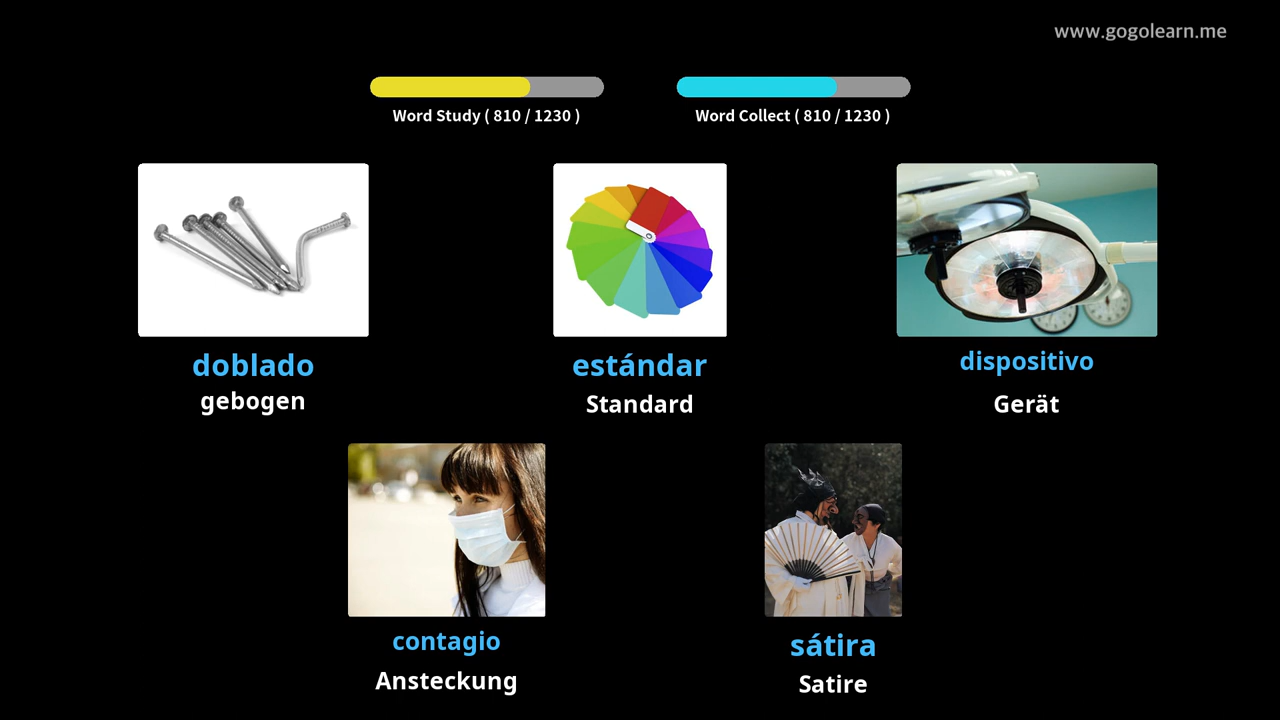 www.gogolearn.me
Word Study ( 810 / 1230 )
Word Collect ( 810 / 1230 )
doblado
gebogen
estándar
Standard
dispositivo
Gerät
contagio
Ansteckung
sátira
Satire